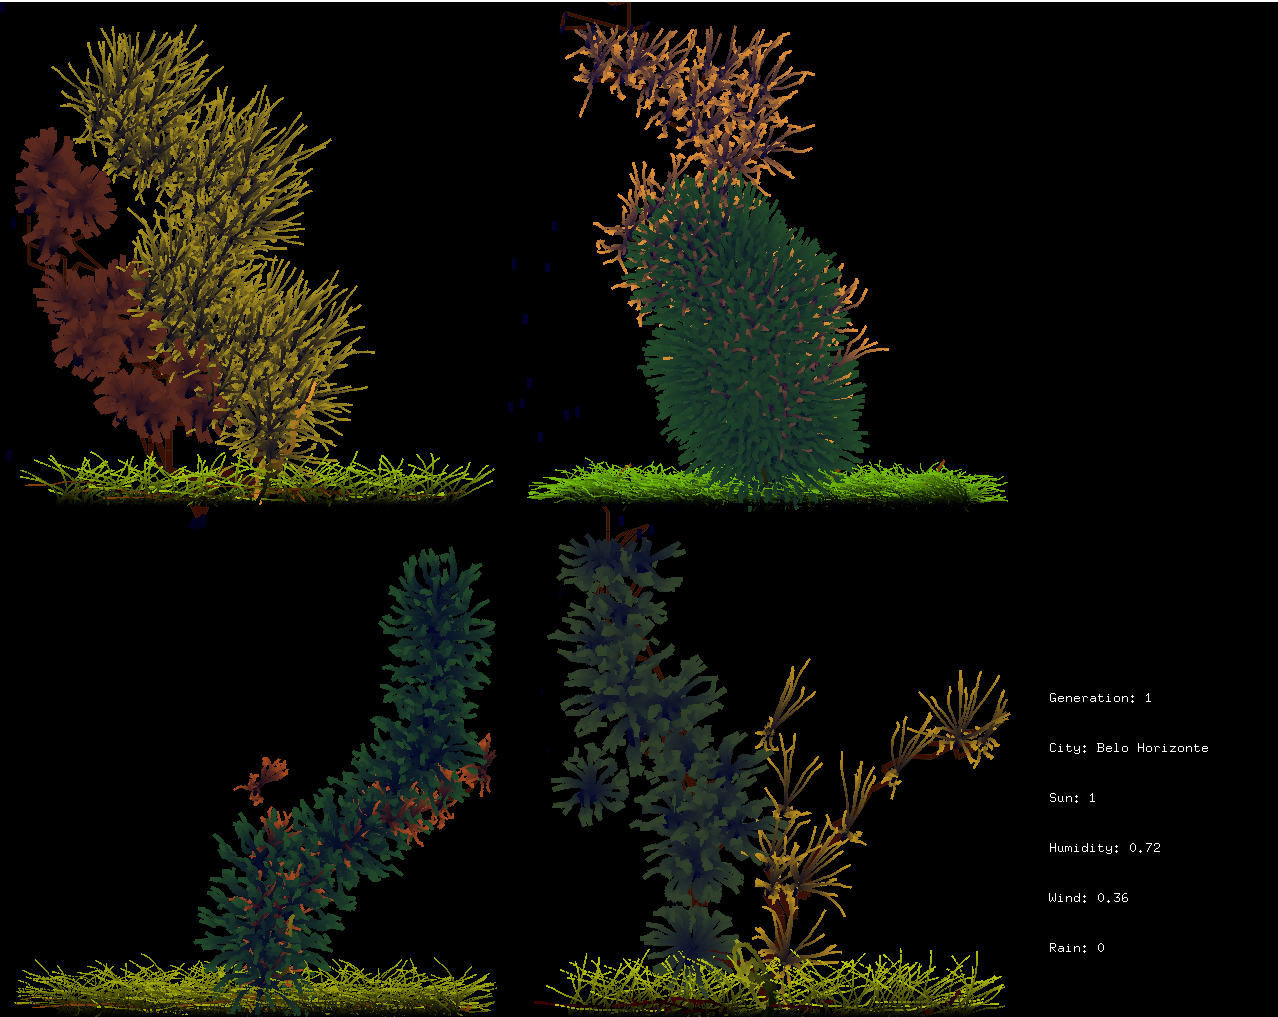 Generation: 1
City: Belo Horizonte
Sun: 1
Humidity: 0.72
Wind: 0.36
Rain: 0